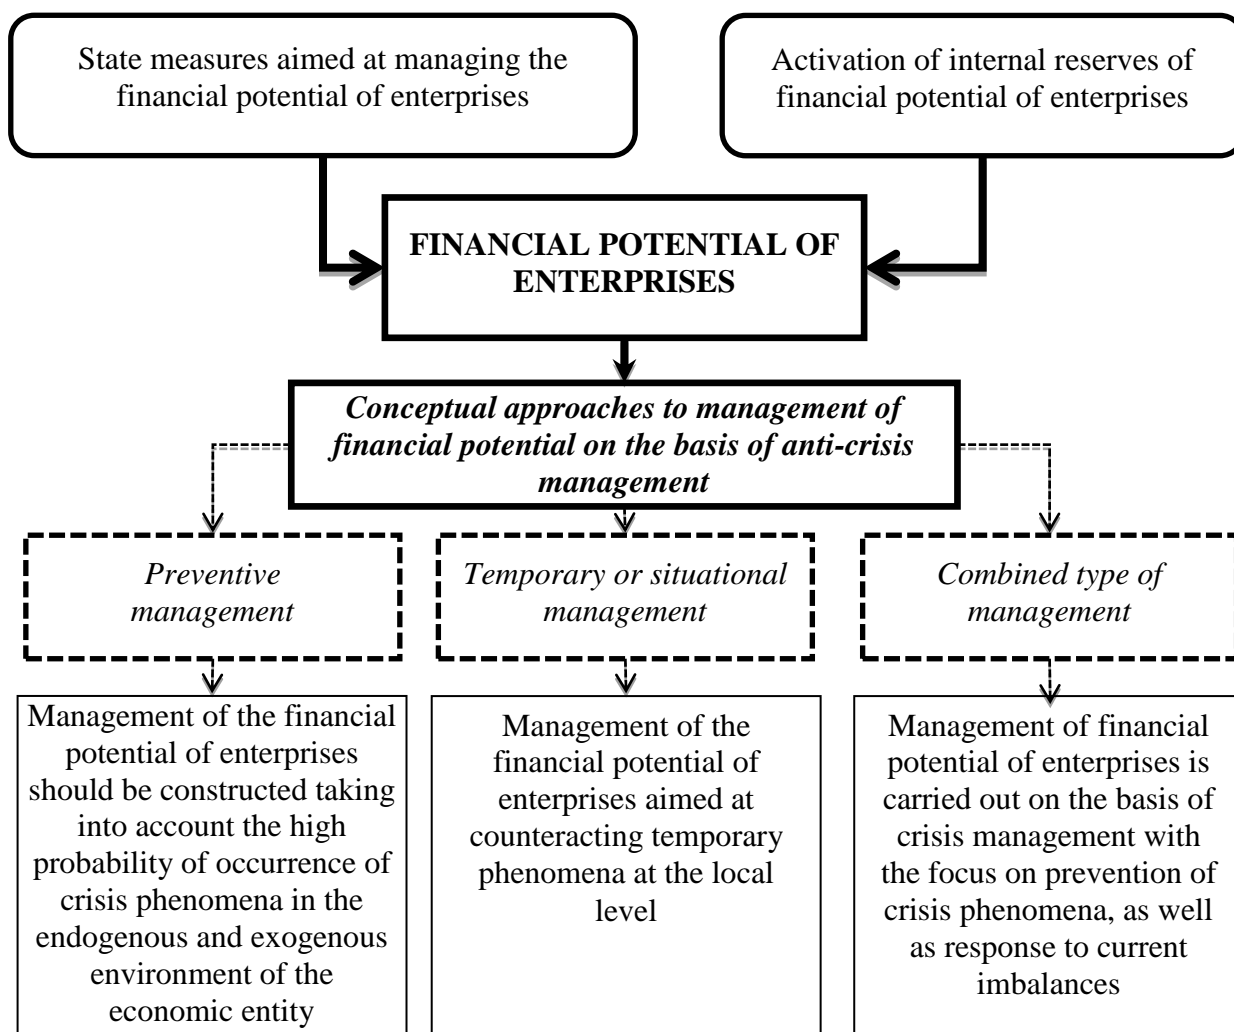 State measures aimed at managing the
financial potential of enterprises
Activation of internal reserves of
financial potential of enterprises
FINANCIAL POTENTIAL OF
ENTERPRISES
Conceptual approaches to management of
financial potential on the basis of anti-crisis
management
Preventive
management
Temporary or situational
management
Combined type of
management
Management of the financial
potential of enterprises
should be constructed taking
into account the high
probability of occurrence of
crisis phenomena in the
endogenous and exogenous
environment of the
economic entity
Management of the
financial potential of
enterprises aimed at
counteracting temporary
phenomena at the local
level
Management of financial
potential of enterprises is
carried out on the basis of
crisis management with
the focus on prevention of
crisis phenomena, as well
as response to current
imbalances